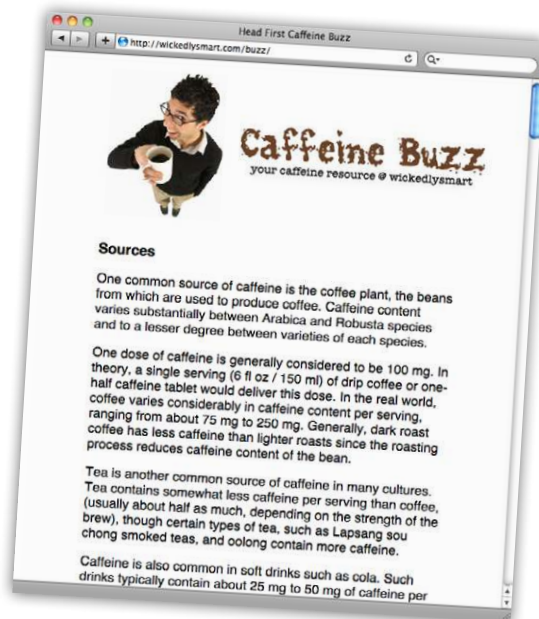 Head First Caffeine Buzz
http://wickedlysmart.com/buzz/
Caffeine Buzz
your caffeine resource @ wickedlysmart
Sources
One common source of caffeine is the coffee plant, the beans
from which are used to produce coffee. Caffeine content
varies substantially between Arabica and Robusta species
and to a lesser degree between varieties of each species.
One dose of caffeine is generally considered to be 100 mg. In
theory, a single serving (6 fl oz / 150 ml) of drip coffee or one-
half caffeine tablet would deliver this dose. In the real world,
coffee varies considerably in caffeine content per serving,
ranging from about 75 mg to 250 mg. Generally, dark roast
coffee has less caffeine than lighter roasts since the roasting
process reduces caffeine content of the bean.
Tea is another common source of caffeine in many cultures.
Tea contains somewhat less caffeine per serving than coffee,
(usually about half as much, depending on the strength of the
brew), though certain types of tea, such as Lapsang sou
chong smoked teas, and oolong contain more caffeine.
Caffeine is also common in soft drinks such as cola. Such
drinks typically contain about 25 mg to 50 mg of caffeine per